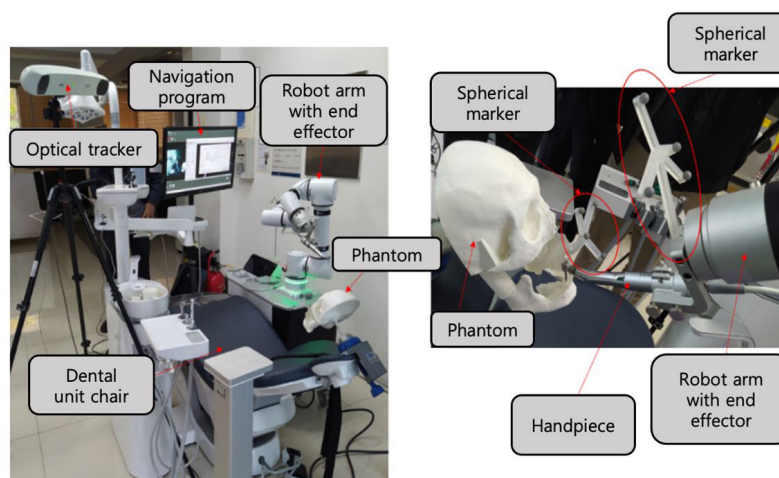 Navigation
program
Robot arm
with end
effector
Optical tracker
Phantom
Dental
unit chair
Spherical
marker
Spherical
marker
Phantom
Handpiece
Robot arm
with end
effector